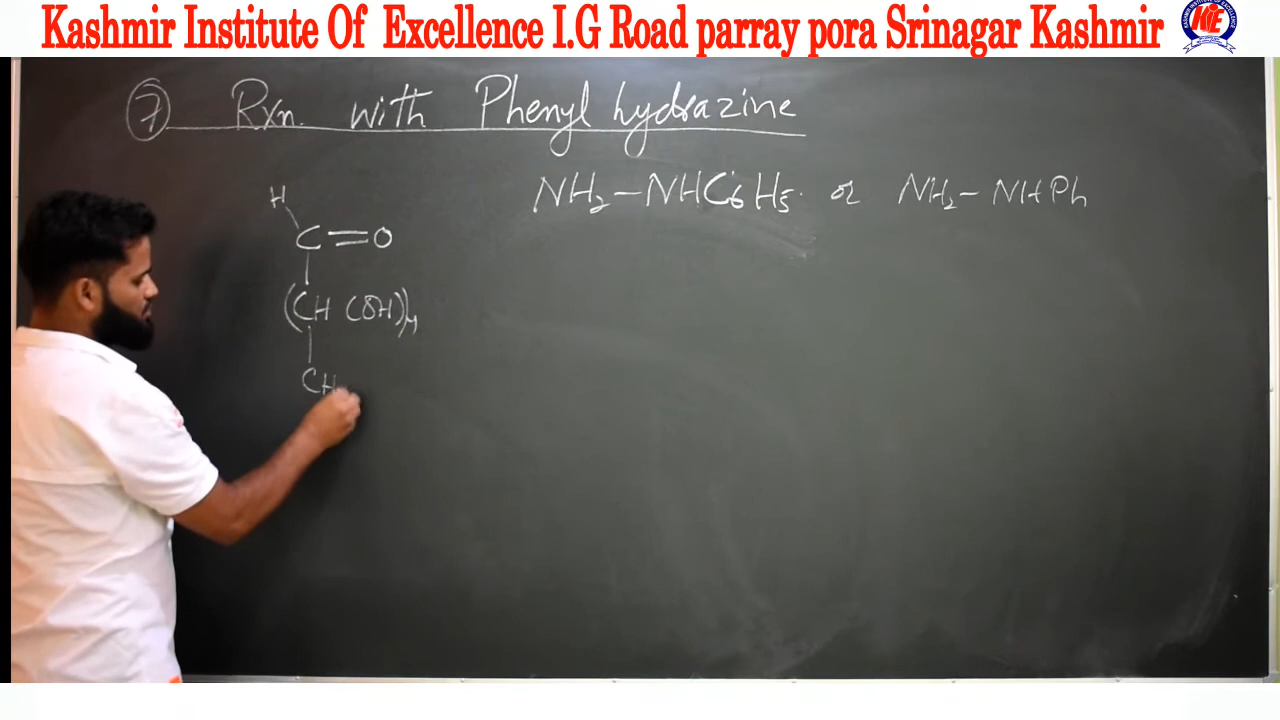 Kashmir Institute Of Excellence I.G Road parray pora Srinagar Kashmir
KIE
7 Rxn. with Phenyl hydrazine
NH2-NHC6H5. or NH2-NHPh
H
C=O
(CH (OH))4
CH